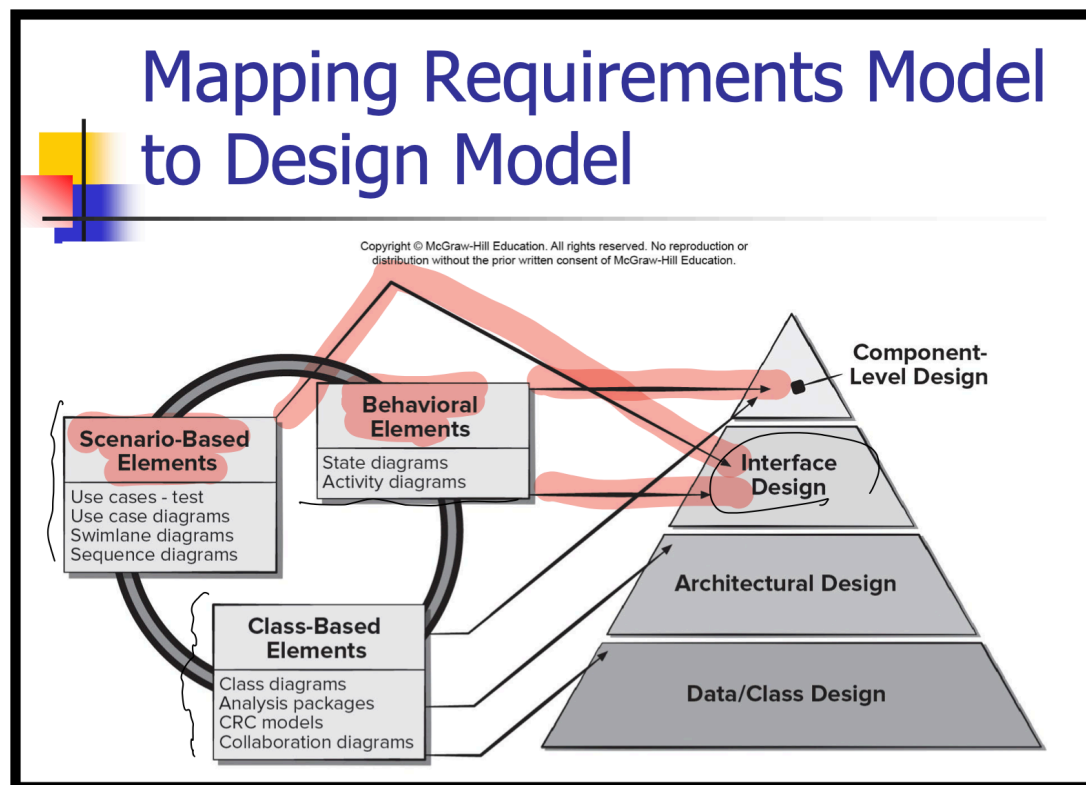 Mapping Requirements Model
to Design Model
Copyright © McGraw-Hill Education. All rights reserved. No reproduction or
distribution without the prior written consent of McGraw-Hill Education.
Scenario-Based
Elements
Use cases - test
Use case diagrams
Swimlane diagrams
Sequence diagrams
Behavioral
Elements
State diagrams
Activity diagrams
Class-Based
Elements
Class diagrams
Analysis packages
CRC models
Collaboration diagrams
Component-
Level Design
Interface
Design
Architectural Design
Data/Class Design